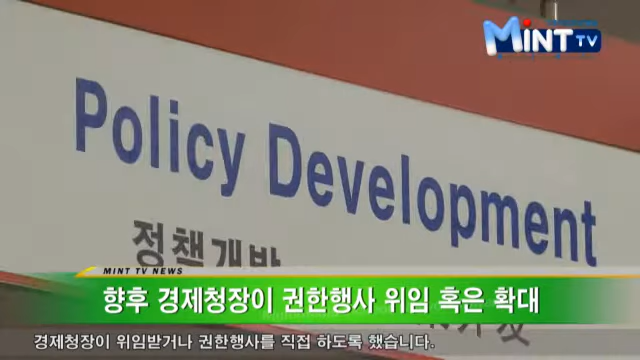 MINT TV
Policy Development
정책개발
MINT TV NEWS
향후 경제청장이 권한행사 위임 혹은 확대
경제청장이 위임받거나 권한행사를 직접 하도록 했습니다.